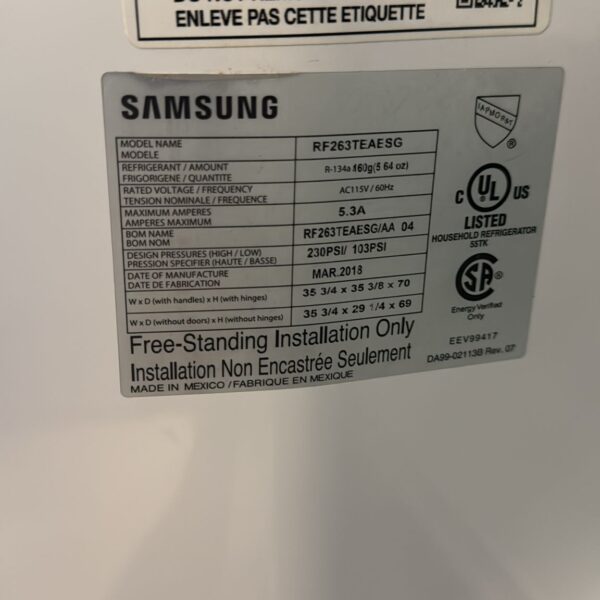 ENLEVE PAS CETTE ETIQUETTE
SAMSUNG
MODEL NAME
MODELE
RF263TEAESG
REFRIGERANT / AMOUNT
FRIGORIGENE / QUANTITE
R-134a 160g(5 64 oz)
RATED VOLTAGE / FREQUENCY
TENSION NOMINALE / FREQUENCE
AC115V / 60Hz
MAXIMUM AMPERES
AMPERES MAXIMUM
5.3A
BOM NAME
BOM NOM
RF263TEAESG/AA 04
DESIGN PRESSURES (HIGH / LOW)
PRESSION SPECIFIER (HAUTE / BASSE)
230PSI/ 103PSI
DATE OF MANUFACTURE
DATE DE FABRICATION
MAR.2018
W x D (with handles) x H (with hinges)
35 3/4 x 35 3/8 x 70
W x D (without doors) x H (without hinges)
35 3/4 x 29 1/4 x 69
Free-Standing Installation Only
Installation Non Encastrée Seulement
MADE IN MEXICO / FABRIQUE EN MEXIQUE
IAPMORT
®
C UL US
®
LISTED
HOUSEHOLD REFRIGERATOR
55TK
SA ®
Energy Verified
Only
EEV99417
DA99-02113B Rev. 07